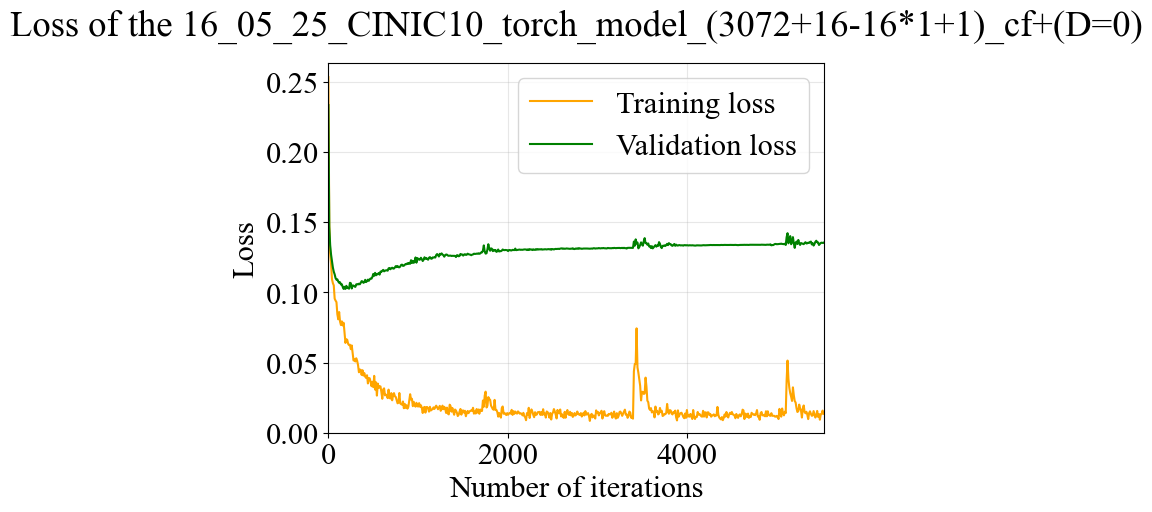 Loss of the 16_05_25_CINIC10_torch_model_(3072+16-16*1+1)_cf+(D=0)
0.25
0.20
0.15
0.10
0.05
0.00
Loss
Training loss
Validation loss
0 2000 4000
Number of iterations